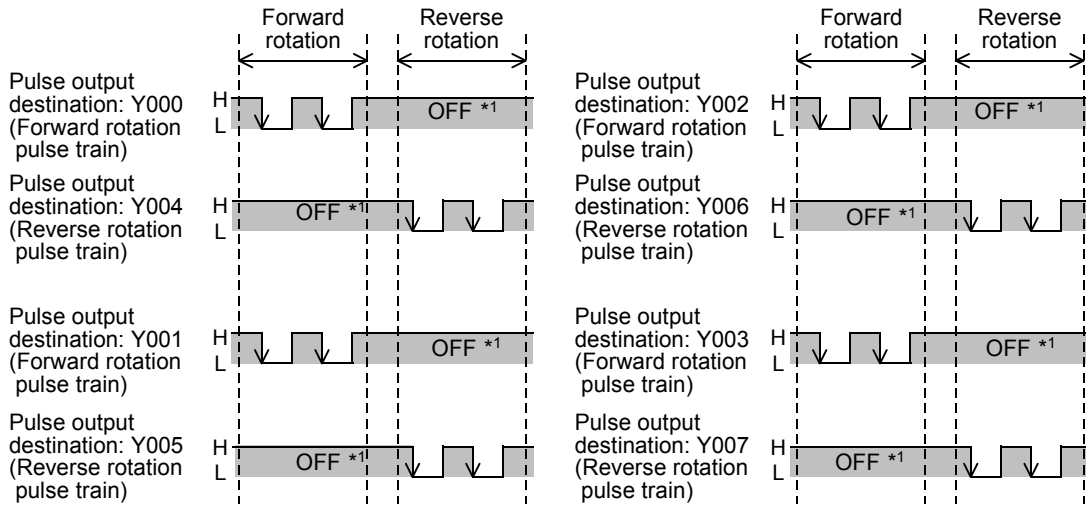 Forward
rotation
Reverse
rotation
Pulse output
destination: Y000
(Forward rotation
pulse train)
H
L
OFF *1
Pulse output
destination: Y004
(Reverse rotation
pulse train)
H
L
OFF *1
Pulse output
destination: Y001
(Forward rotation
pulse train)
H
L
OFF *1
Pulse output
destination: Y005
(Reverse rotation
pulse train)
H
L
OFF *1
Forward
rotation
Reverse
rotation
Pulse output
destination: Y002
(Forward rotation
pulse train)
H
L
OFF *1
Pulse output
destination: Y006
(Reverse rotation
pulse train)
H
L
OFF *1
Pulse output
destination: Y003
(Forward rotation
pulse train)
H
L
OFF *1
Pulse output
destination: Y007
(Reverse rotation
pulse train)
H
L
OFF *1